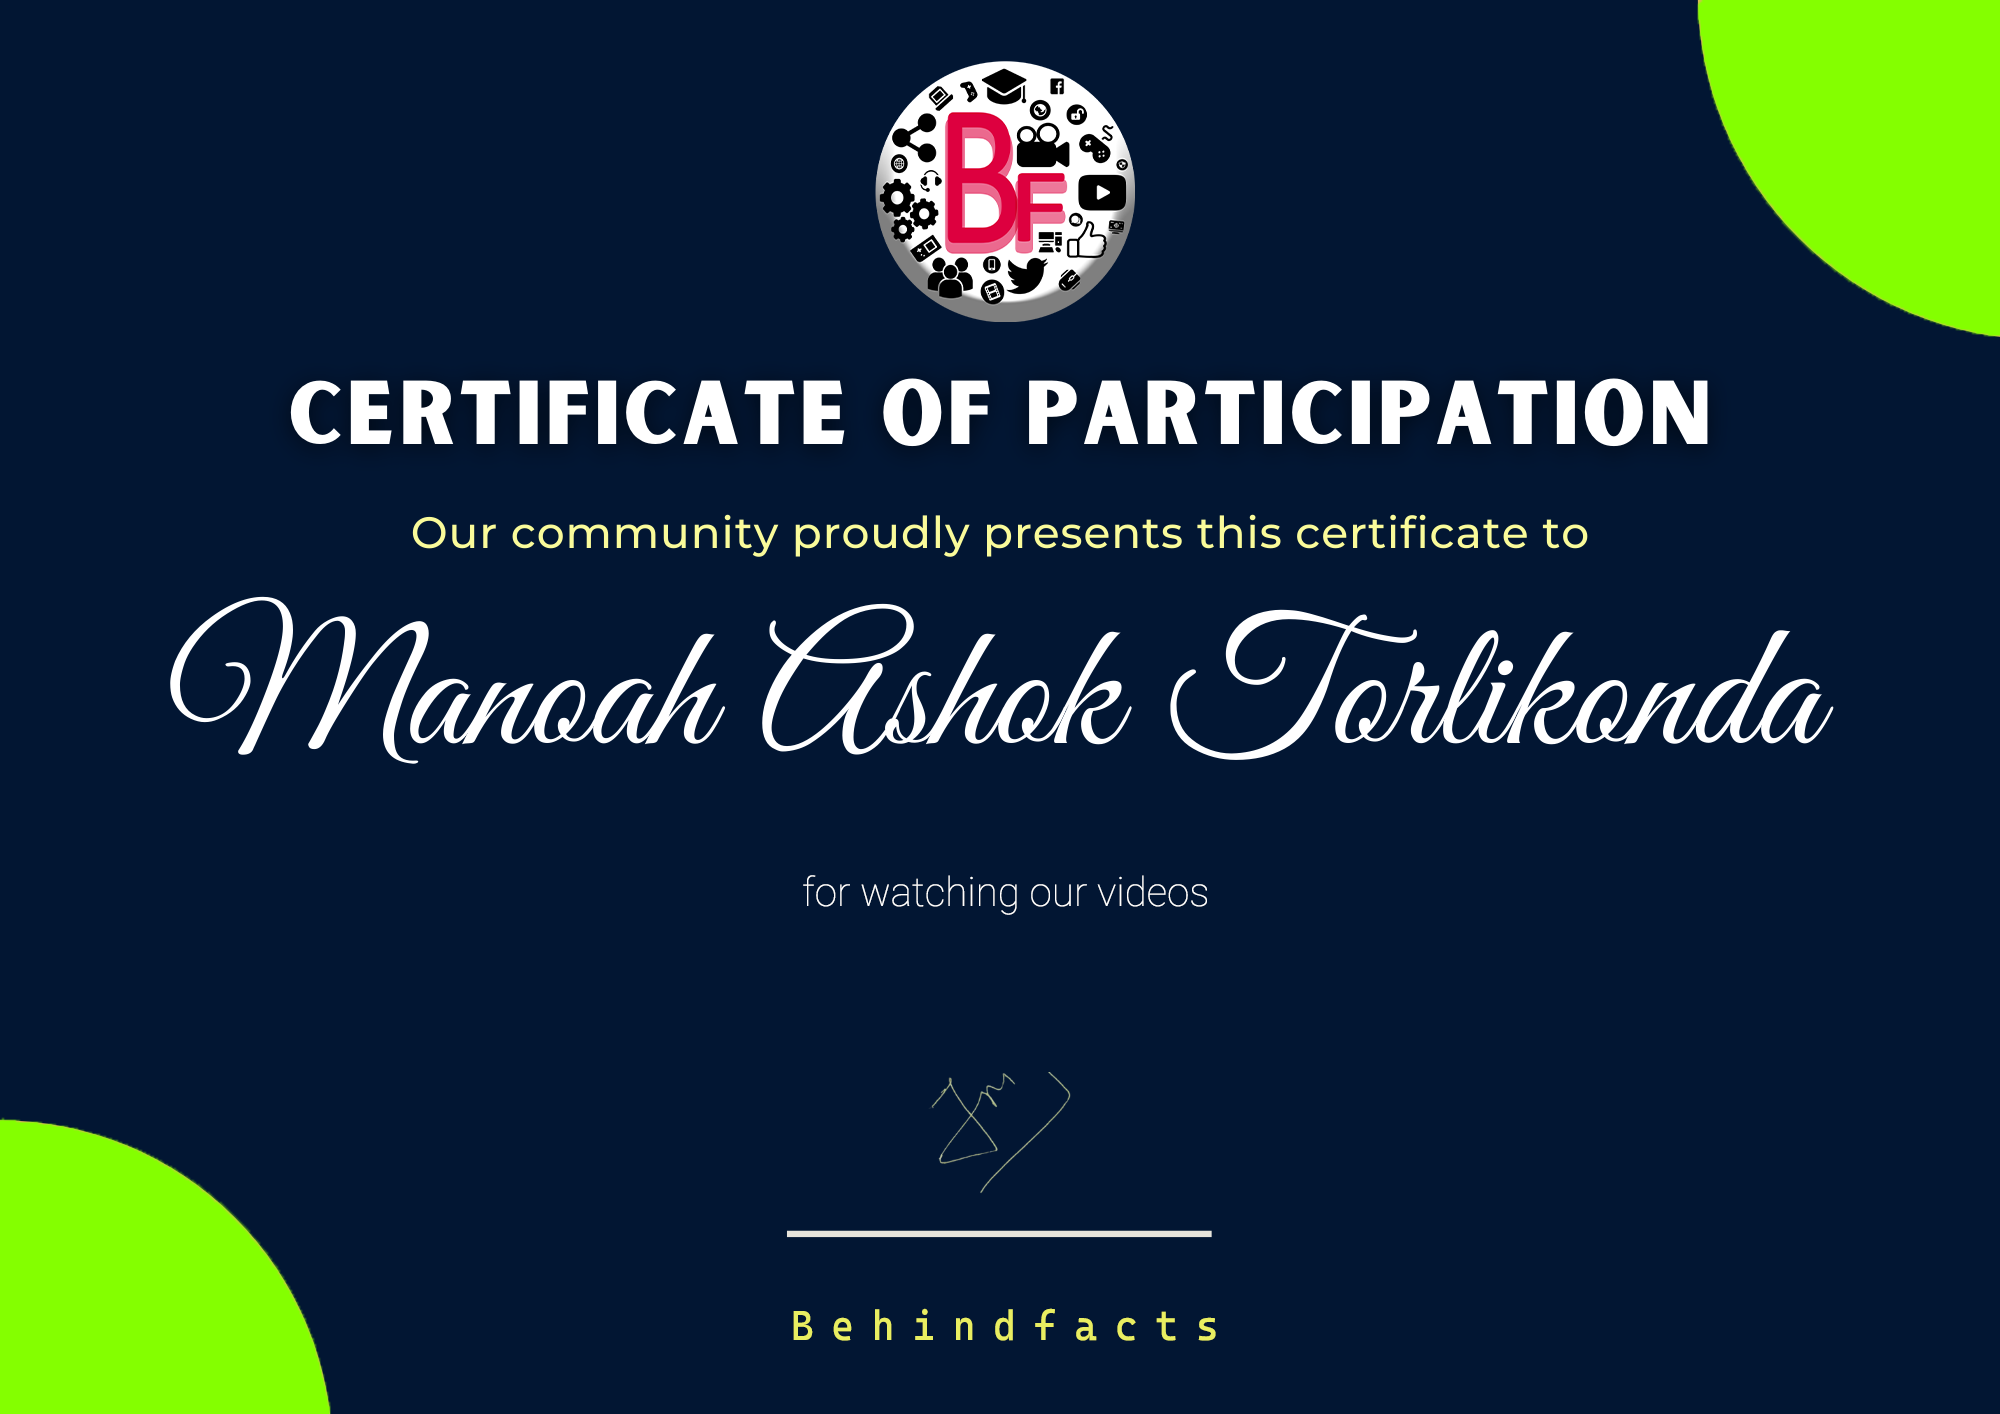 BF
CERTIFICATE OF PARTICIPATION
Our community proudly presents this certificate to
Manoah Ashok Torlikonda
for watching our videos
Behindfacts